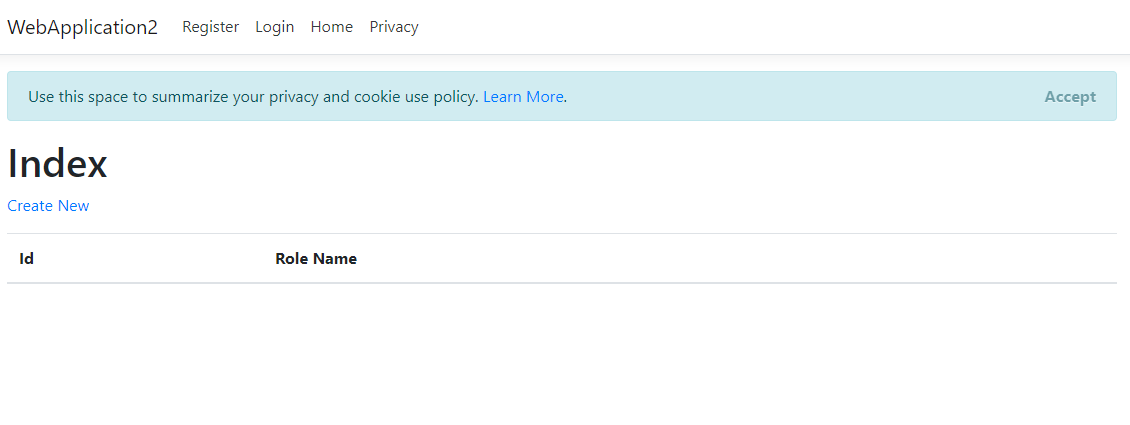 WebApplication2 Register Login Home Privacy
Use this space to summarize your privacy and cookie use policy. Learn More. Accept
Index
Create New
Id Role Name